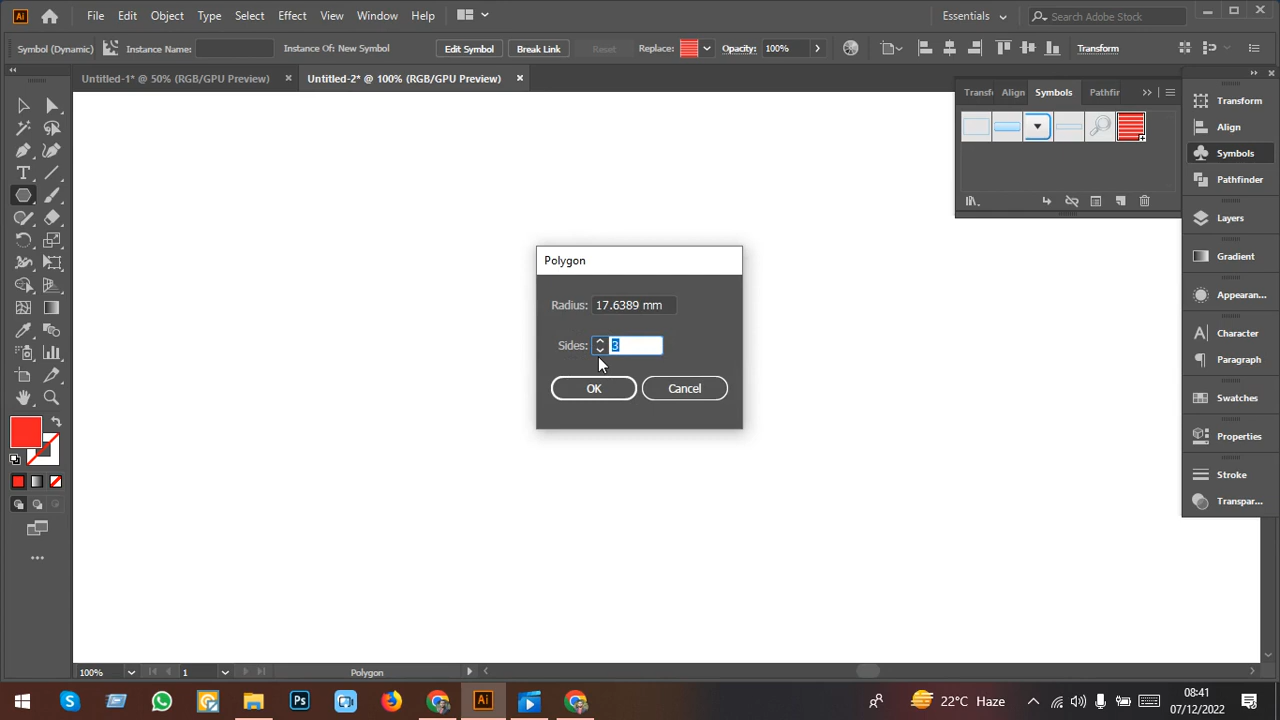 Ai File Edit Object Type Select Effect View Window Help Essentials Search Adobe Stock
Symbol (Dynamic) Instance Name: Instance Of: New Symbol Edit Symbol Break Link Reset Replace: Opacity: 100% Transform
Untitled-1* @ 50% (RGB/GPU Preview) Untitled-2* @ 100% (RGB/GPU Preview)
Transf Align Symbols Pathfir
Transform
Align
Symbols
Pathfinder
Layers
Gradient
Appearan...
Character
Paragraph
Swatches
Properties
Stroke
Transpar...
Polygon
Radius: 17.6389 mm
Sides: 3
OK Cancel
100% 1 Polygon
Ps Ai 22°C Haze 08:41
07/12/2022